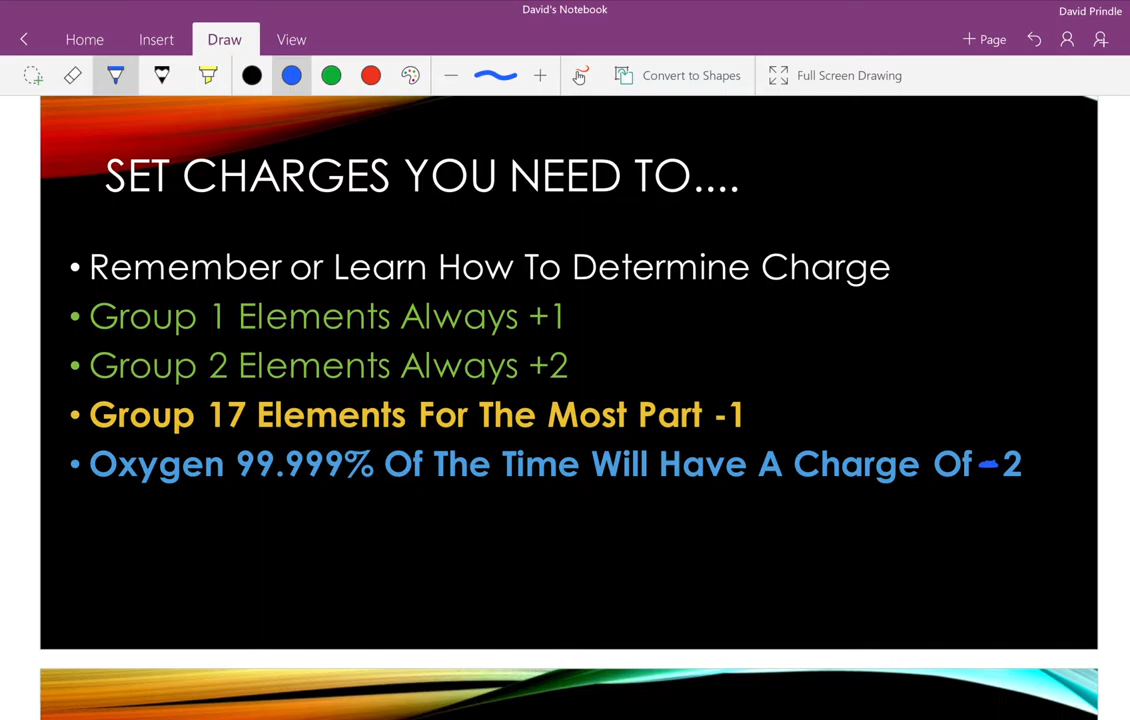 David's Notebook
David Prindle
Home Insert Draw View
+ Page
Convert to Shapes Full Screen Drawing
SET CHARGES YOU NEED TO....
• Remember or Learn How To Determine Charge
• Group 1 Elements Always +1
• Group 2 Elements Always +2
• Group 17 Elements For The Most Part -1
• Oxygen 99.999% Of The Time Will Have A Charge Of -2